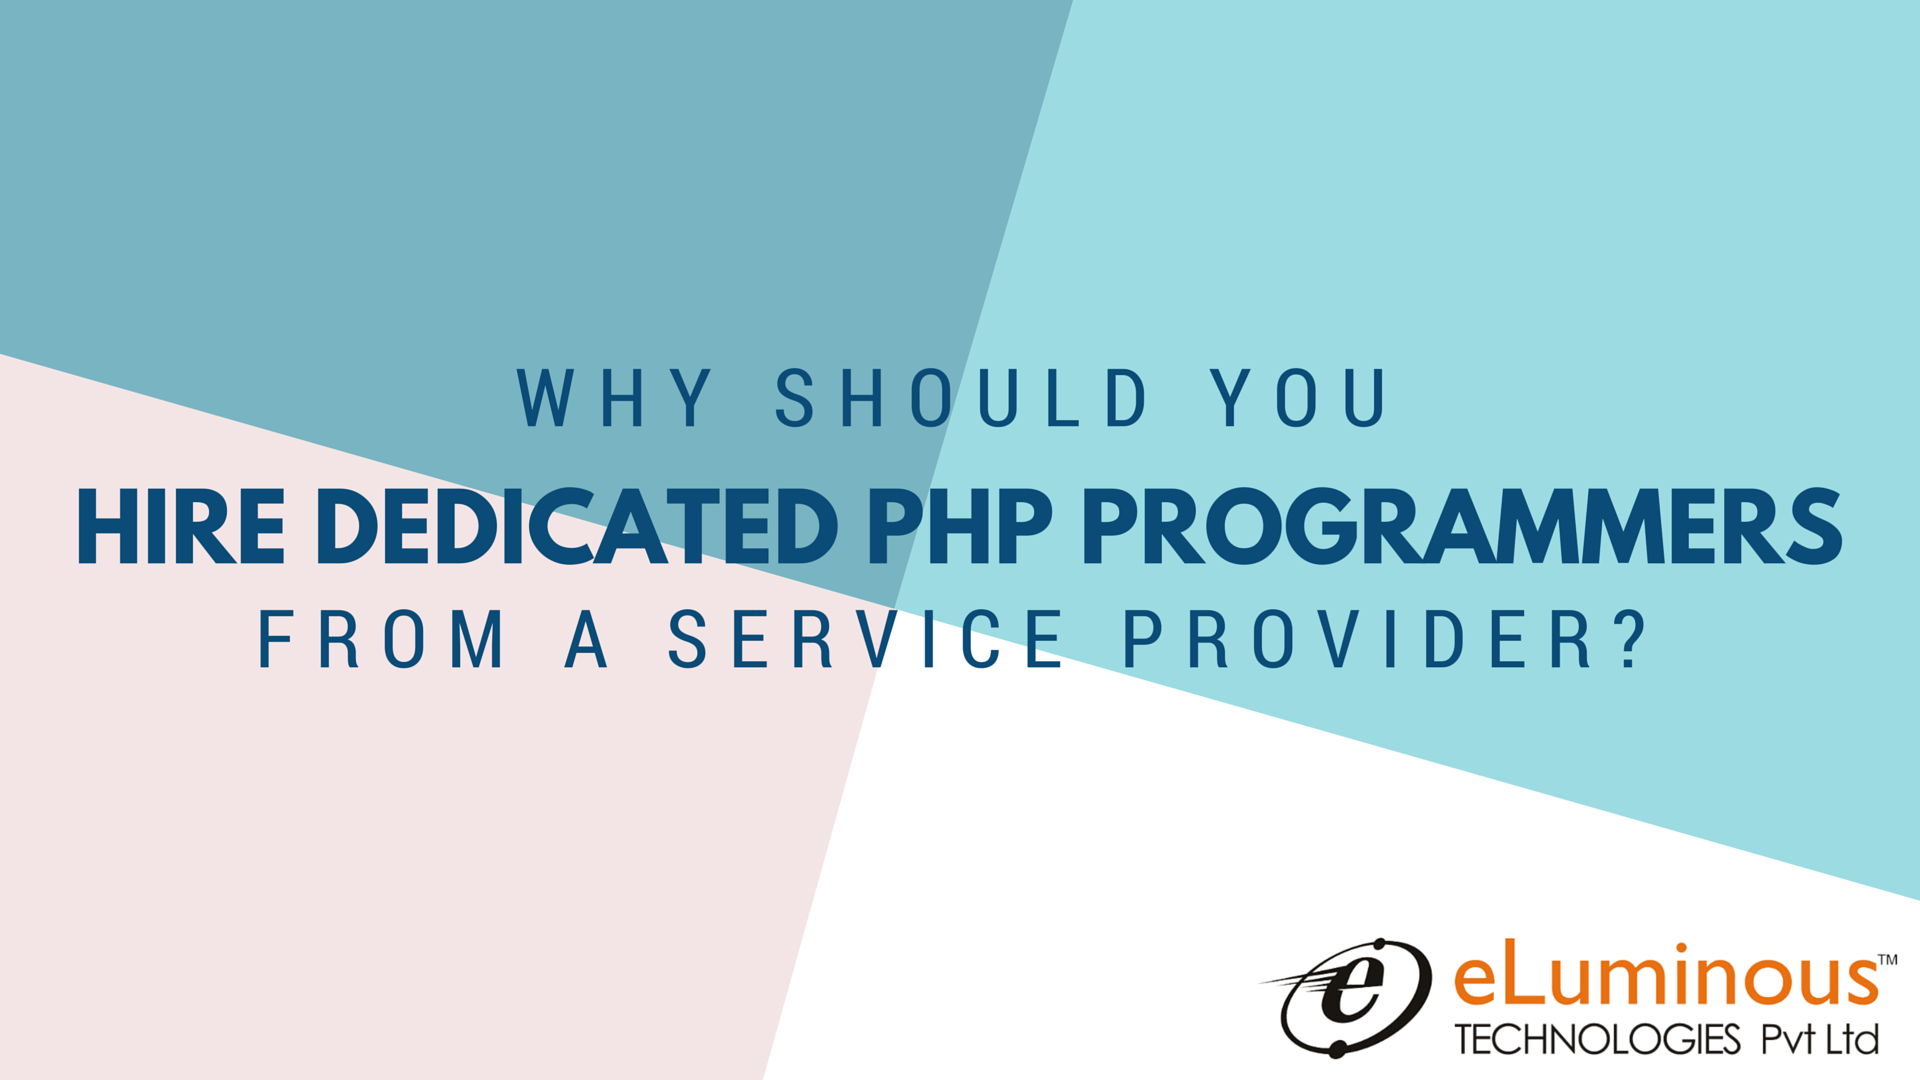 WHY SHOULD YOU
HIRE DEDICATED PHP PROGRAMMERS
FROM A SERVICE PROVIDER?
e eLuminous™
TECHNOLOGIES Pvt Ltd